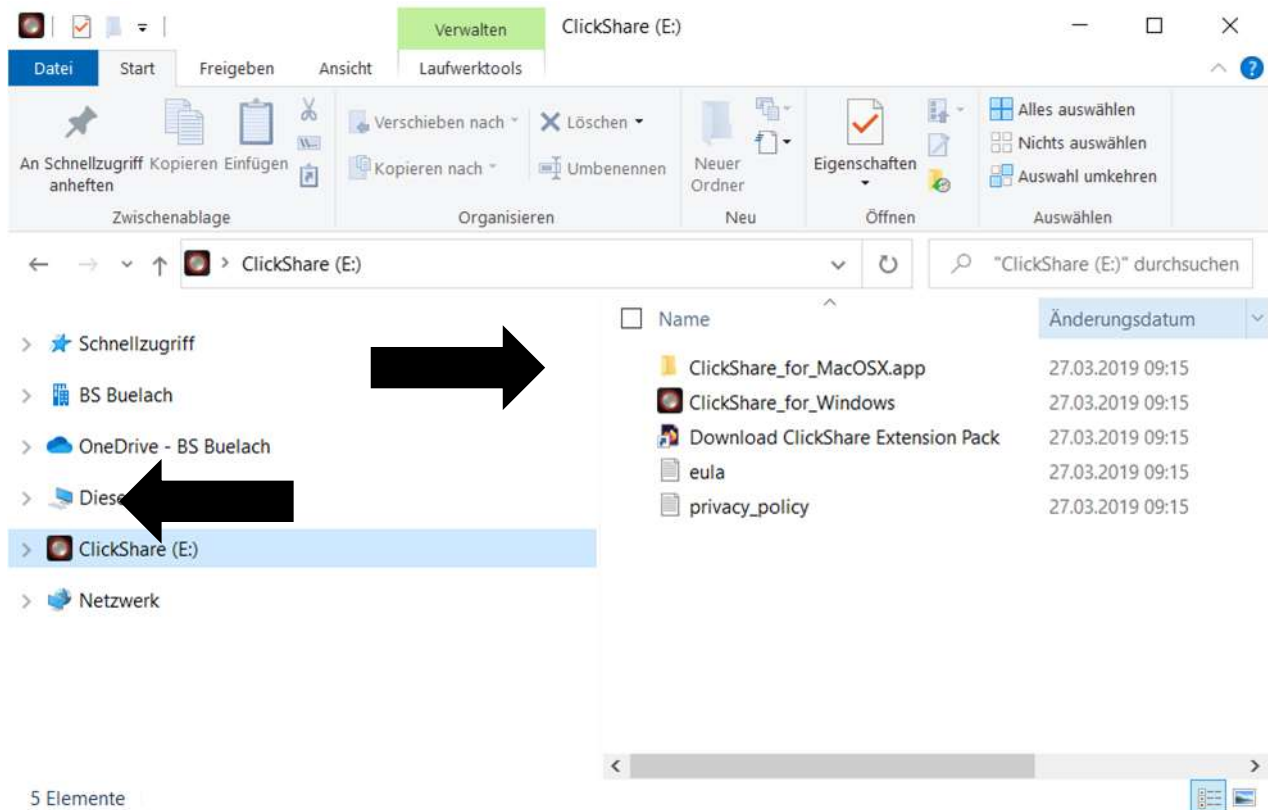 Verwalten ClickShare (E:)
Datei Start Freigeben Ansicht Laufwerktools
An Schnellzugriff anheften Kopieren Einfügen
Verschieben nach Löschen
Kopieren nach Umbenennen
Neuer Ordner
Eigenschaften
Alles auswählen
Nichts auswählen
Auswahl umkehren
Zwischenablage Organisieren Neu Öffnen Auswählen
ClickShare (E:) "ClickShare (E:)" durchsuchen
Name Änderungsdatum
Schnellzugriff
BS Buelach
OneDrive - BS Buelach
ClickShare (E:)
Netzwerk
ClickShare_for_MacOSX.app 27.03.2019 09:15
ClickShare_for_Windows 27.03.2019 09:15
Download ClickShare Extension Pack 27.03.2019 09:15
eula 27.03.2019 09:15
privacy_policy 27.03.2019 09:15
5 Elemente